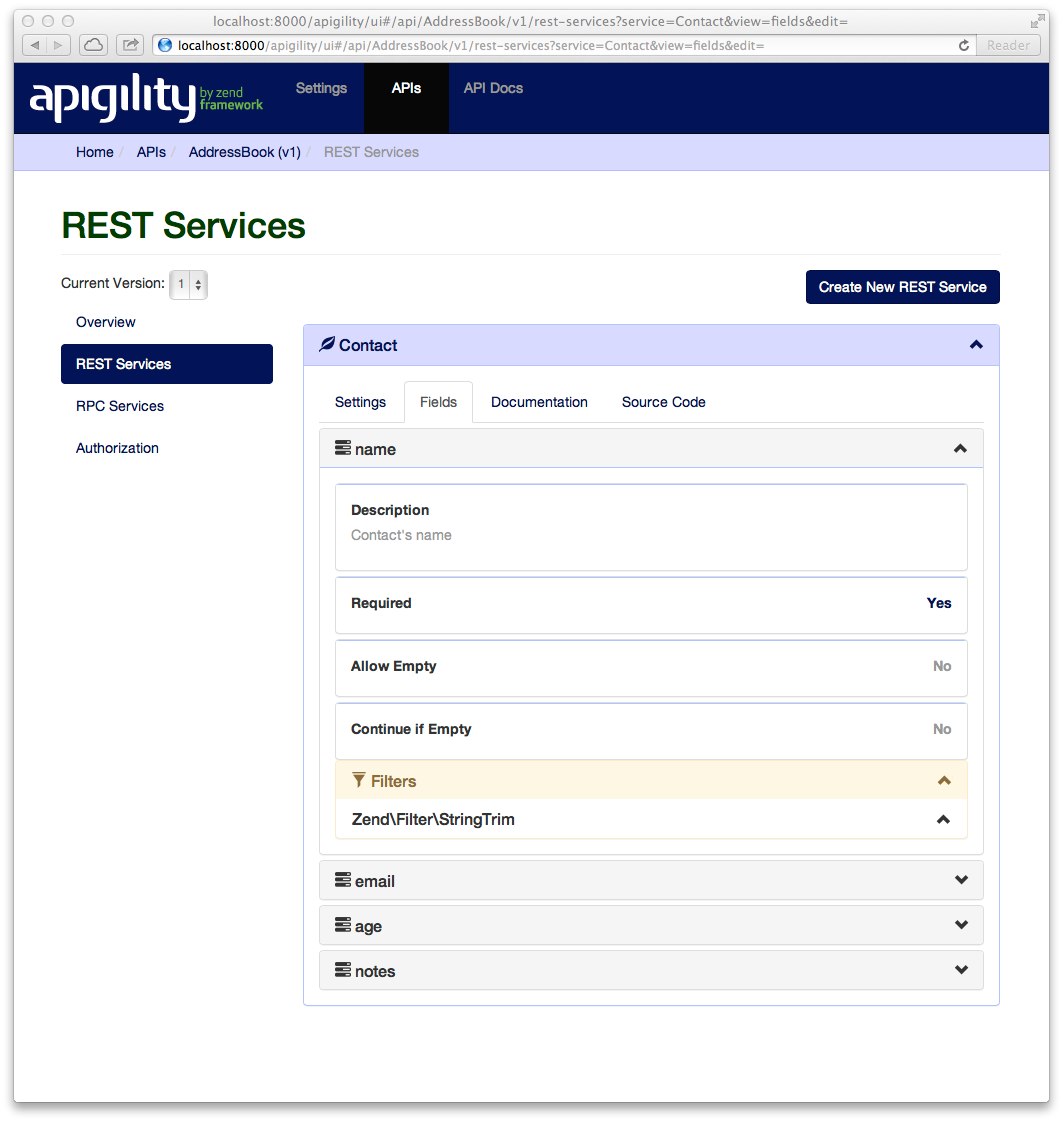 localhost:8000/apigility/ui#/api/AddressBook/v1/rest-services?service=Contact&view=fields&edit=
localhost:8000/apigility/ui#/api/AddressBook/v1/rest-services?service=Contact&view=fields&edit=
Reader
apigility by zend framework
Settings APIs API Docs
Home / APIs / AddressBook (v1) / REST Services
REST Services
Current Version: 1
Create New REST Service
Overview
REST Services
RPC Services
Authorization
Contact
Settings Fields Documentation Source Code
name
Description
Contact's name
Required Yes
Allow Empty No
Continue if Empty No
Filters
Zend\Filter\StringTrim
email
age
notes